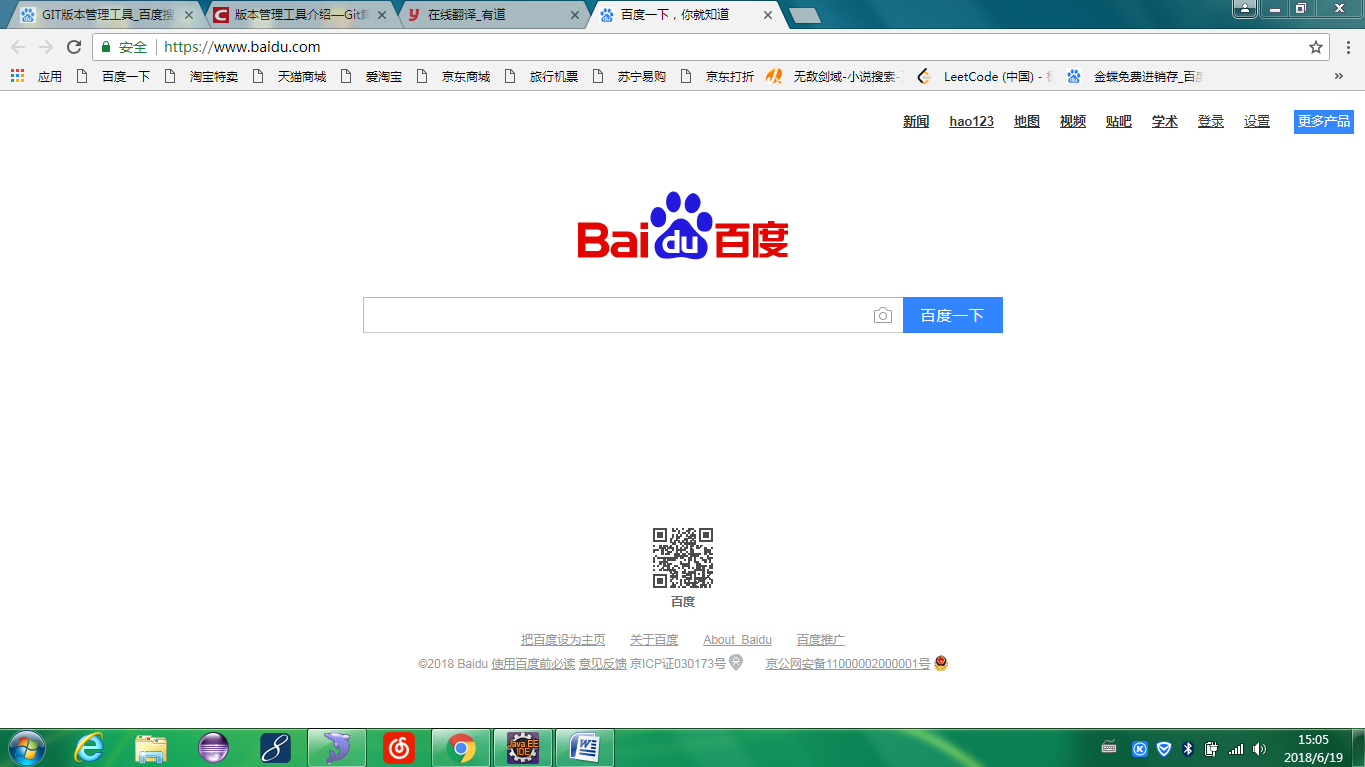 GIT版本管理工具_百度搜 版本管理工具介绍—Git 在线翻译_有道 百度一下，你就知道
安全 https://www.baidu.com
应用 百度一下 淘宝特卖 天猫商城 爱淘宝 京东商城 旅行机票 苏宁易购 京东打折 无敌剑域-小说搜索- LeetCode (中国) - 金蝶免费进销存_百度 »
新闻 hao123 地图 视频 贴吧 学术 登录 设置 更多产品
Baidu百度
百度一下
百度
把百度设为主页 关于百度 About Baidu 百度推广
©2018 Baidu 使用百度前必读 意见反馈 京ICP证030173号 京公网安备11000002000001号
Java EE
IDE
15:05
2018/6/19